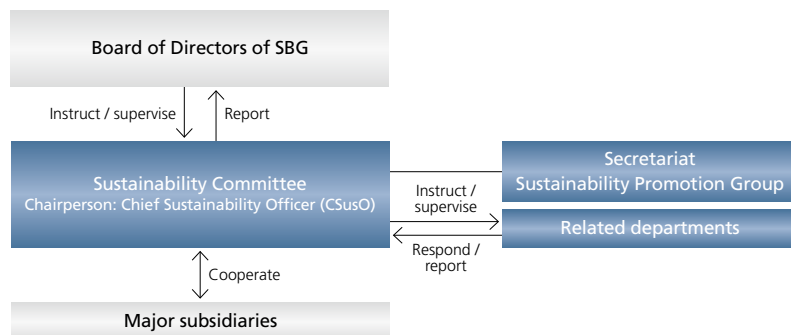 Board of Directors of SBG
Instruct / supervise
Report
Sustainability Committee
Chairperson: Chief Sustainability Officer (CSusO)
Secretariat
Sustainability Promotion Group
Instruct /
supervise
Related departments
Respond /
report
Cooperate
Major subsidiaries